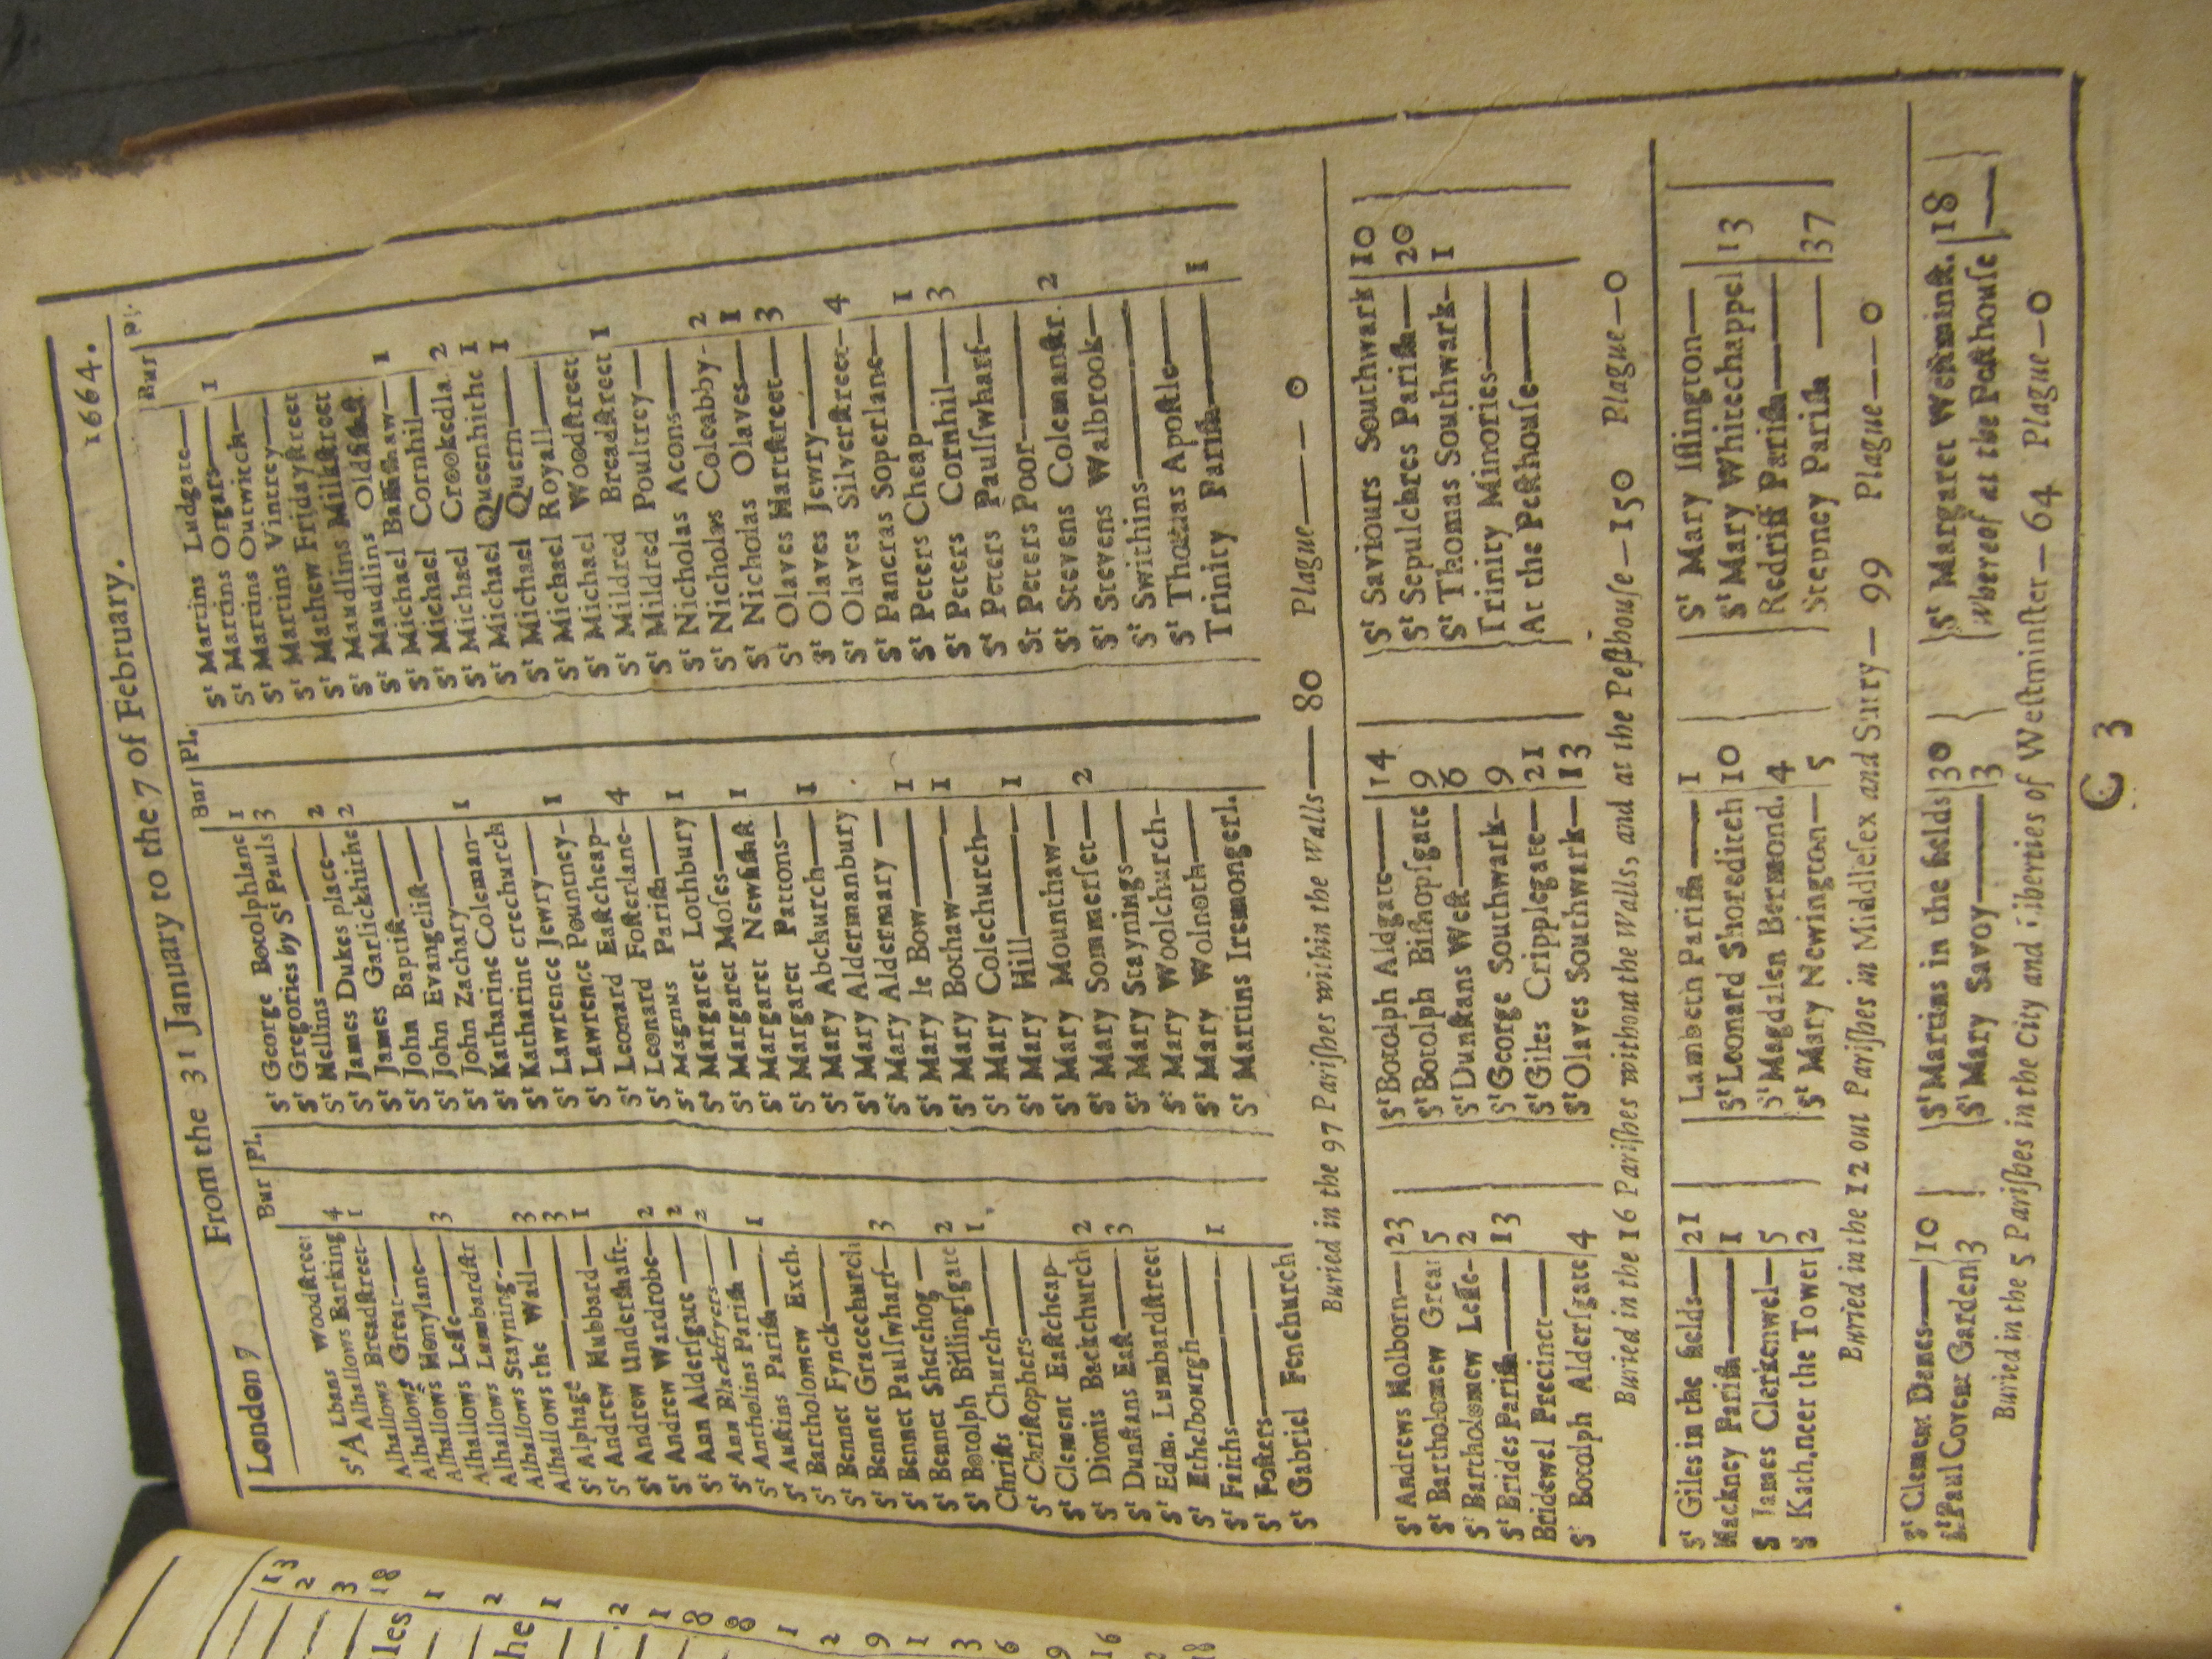 London 7 From the 31 January to the 7 of February. 1664.
Bur Pl.
Sᵗ ALbans Woodſtreet 4
Alhallows Barking 1
Alhallows Breadſtreet—
Alhallows Great—
Alhallows Honylane—
Alhallows Leſſe— 3
Alhallows Lumbardſtr
Alhallows Stayning—
Alhallows the Wall— 3
Sᵗ Alphage — 3
Sᵗ Andrew Hubbard— 1
Sᵗ Andrew Underſhaft—
Sᵗ Andrew Wardrobe— 2
Sᵗ Ann Alderſgate — 2
Sᵗ Ann Blackfryers— 2
Sᵗ Antholins Pariſh —
Sᵗ Auſtins Pariſh— 1
Sᵗ Bartholomew Exch.
Sᵗ Bennet Fynck—
Sᵗ Bennet Gracechurch
Sᵗ Bennet Paulſwharf— 3
Sᵗ Bennet Sherehog —
Sᵗ Botolph Billingſgate 2
Chriſts Church— 1
Sᵗ Chriſtophers—
Sᵗ Clement Eaſtcheap—
Sᵗ Dionis Backchurch 2
Sᵗ Dunſtans Eaſt— 3
Sᵗ Edm. Lumbardſtreet
Sᵗ Ethelbourgh—
Sᵗ Faiths— 1
Sᵗ Foſters—
Sᵗ Gabriel Fenchurch
Bur Pl.
Sᵗ George Botolphlane 1
Sᵗ Gregories by Sᵗ Pauls 3
Sᵗ Hellins—
Sᵗ James Dukes place— 2
Sᵗ James Garlickhithe 2
Sᵗ John Baptiſt—
Sᵗ John Evangeliſt—
Sᵗ John Zachary—
Sᵗ Katharine Coleman— 1
Sᵗ Katharine crechurch
Sᵗ Lawrence Jewry—
Sᵗ Lawrence Pountney— 1
Sᵗ Leonard Eaſtcheap—
Sᵗ Leonard Foſterlane— 4
Sᵗ Magnus Pariſh—
Sᵗ Margaret Lothbury 1
Sᵗ Margaret Moſes—
Sᵗ Margaret Newfiſhſt. 1
Sᵗ Margaret Pattons—
Sᵗ Mary Abchurch— 1
Sᵗ Mary Aldermanbury
Sᵗ Mary Aldermary —
Sᵗ Mary le Bow— 1
Sᵗ Mary Bothaw— 1
Sᵗ Mary Colechurch—
Sᵗ Mary Hill— 1
Sᵗ Mary Mounthaw—
Sᵗ Mary Sommerſet— 2
Sᵗ Mary Staynings—
Sᵗ Mary Woolchurch—
Sᵗ Mary Wolnoth—
Sᵗ Martins Iremongerl.
Bur Pl.
Sᵗ Martins Ludgate—
Sᵗ Martins Orgars— 1
Sᵗ Martins Outwitch—
Sᵗ Martins Vintrey—
Sᵗ Mathew Fridayſtreet
Sᵗ Maudlins Milkſtreet
Sᵗ Maudlins Oldfiſhſt.
Sᵗ Michael Baſſiſhaw— 1
Sᵗ Michael Cornhil—
Sᵗ Michael Crookedla. 2
Sᵗ Michael Queenhithe 1
Sᵗ Michael Quern— 1
Sᵗ Michael Royall—
Sᵗ Michael Woodſtreet
Sᵗ Mildred Breadſtreet 1
Sᵗ Mildred Poultrey—
Sᵗ Nicholas Acons—
Sᵗ Nicholas Coleabby- 2
Sᵗ Nicholas Olaves— 1
Sᵗ Olaves Hartſtreet— 3
Sᵗ Olaves Jewry—
Sᵗ Olaves Silverſtreet— 4
Sᵗ Pancras Soperlane—
Sᵗ Peters Cheap— 1
Sᵗ Peters Cornhil— 3
Sᵗ Peters Paulſwharf—
St Peters Poor—
Sᵗ Stevens Colemanſtr. 2
Sᵗ Stevens Walbrook—
Sᵗ Swithins—
Sᵗ Thomas Apoſtle—
Trinity Pariſh— 1
Buried in the 97 Pariſhes within the Walls— 80 Plague—— 0
Sᵗ Andrews Holborn— 23
Sᵗ Bartholomew Great 5
Sᵗ Bartholomew Leſſe- 2
Sᵗ Brides Pariſh— 13
Bridewel Precinct—
Sᵗ Botolph Alderſgate 4
Sᵗ Botolph Aldgate— 14
Sᵗ Botolph Biſhopſgate 9
Sᵗ Dunſtans Weſt— 6
Sᵗ George Southwark— 9
Sᵗ Giles Cripplegate— 21
Sᵗ Olaves Southwark— 13
Sᵗ Saviours Southwark 10
Sᵗ Sepulchres Pariſh— 20
Sᵗ Thomas Southwark- 1
Trinity Minories—
At the Peſthouſe—
Buried in the 16 Pariſhes without the Walls, and at the Peſthouſe—150 Plague—0
Sᵗ Giles in the fields— 21
Hackney Pariſh— 1
S James Clerkenwel— 5
S Kath.neer the Tower 2
Lambeth Pariſh— 1
Sᵗ Leonard Shoreditch 10
Sᵗ Magdalen Bermond. 4
Sᵗ Mary Newington— 5
Sᵗ Mary Iſlington—
Sᵗ Mary Whitechappel 13
Redriff Pariſh—
Stepney Pariſh — 37
Buried in the 12 out Pariſhes in Middleſex and Surry— 99 Plague—— 0
Sᵗ Clement Danes— 10
Sᵗ Paul Covent Garden 3
Sᵗ Martins in the fields 30
Sᵗ Mary Savoy— 3
Sᵗ Margaret Weſtminſt. 18
Whereof at the Peſthouſe —
Buried in the 5 Pariſhes in the City and Liberties of Weſtminſter— 64 Plague—0
C 3